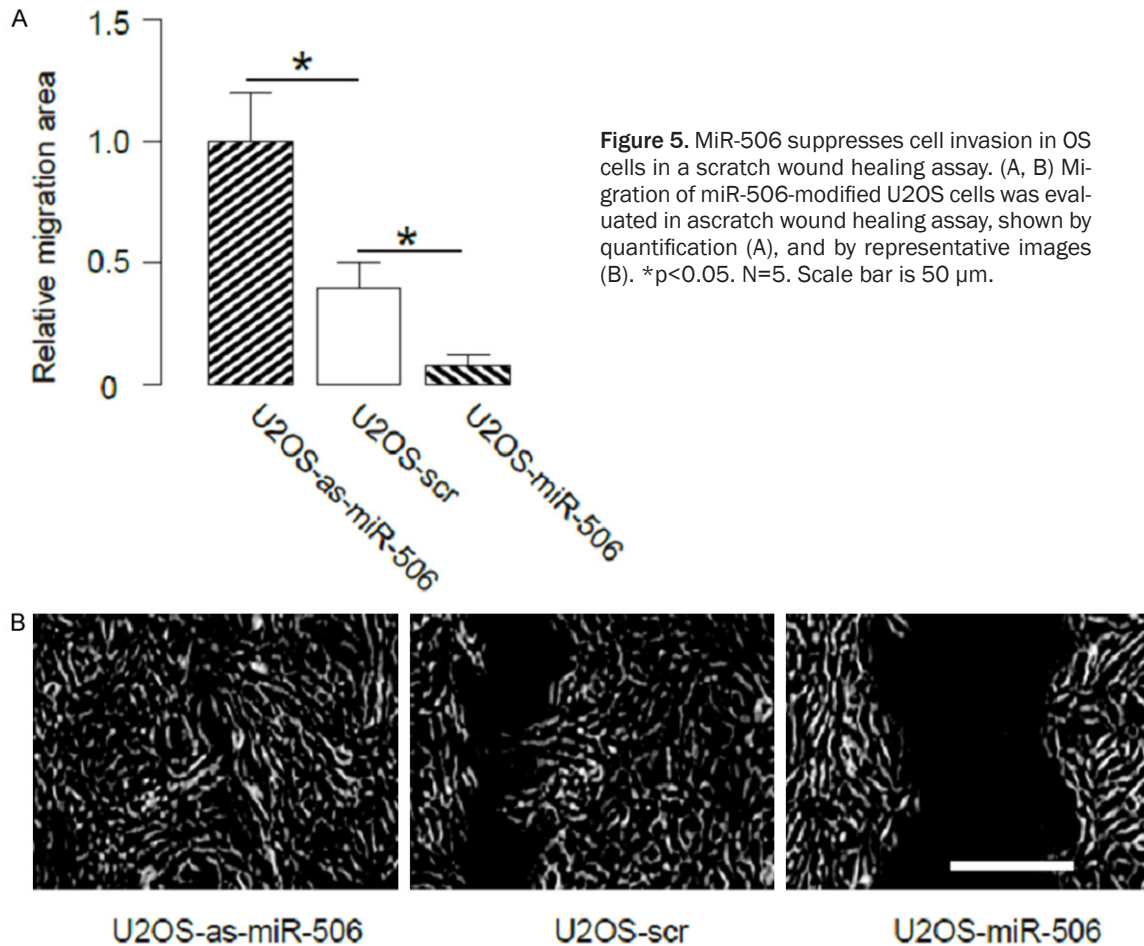 A
1.5
1.0
0.5
0
Relative migration area
*
*
U2OS-as-miR-506
U2OS-scr
U2OS-miR-506
Figure 5. MiR-506 suppresses cell invasion in OS
cells in a scratch wound healing assay. (A, B) Mi-
gration of miR-506-modified U2OS cells was eval-
uated in ascratch wound healing assay, shown by
quantification (A), and by representative images
(B). *p<0.05. N=5. Scale bar is 50 µm.
B
U2OS-as-miR-506
U2OS-scr
U2OS-miR-506